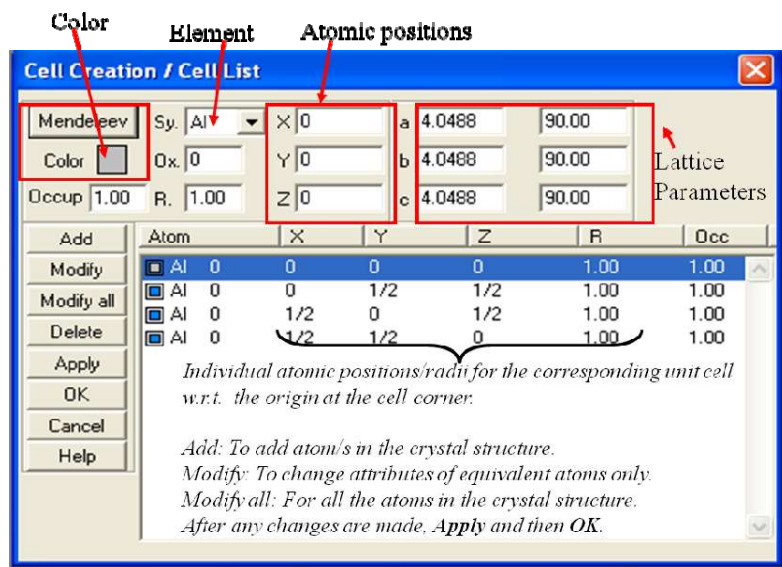 Color
Element
Atomic positions
Cell Creation / Cell List
Mendeleev Sy. Al X 0 a 4.0488 90.00
Color Ox. 0 Y 0 b 4.0488 90.00
Occup 1.00 R. 1.00 Z 0 c 4.0488 90.00
Lattice
Parameters
Add
Modify
Modify all
Delete
Apply
OK
Cancel
Help
Atom X Y Z R Occ
Al 0 0 0 0 1.00 1.00
Al 0 0 1/2 1/2 1.00 1.00
Al 0 1/2 0 1/2 1.00 1.00
Al 0 1/2 1/2 0 1.00 1.00
Individual atomic positions/radii for the corresponding unit cell
w.r.t. the origin at the cell corner.
Add: To add atom/s in the crystal structure.
Modify: To change attributes of equivalent atoms only.
Modify all: For all the atoms in the crystal structure.
After any changes are made, Apply and then OK.